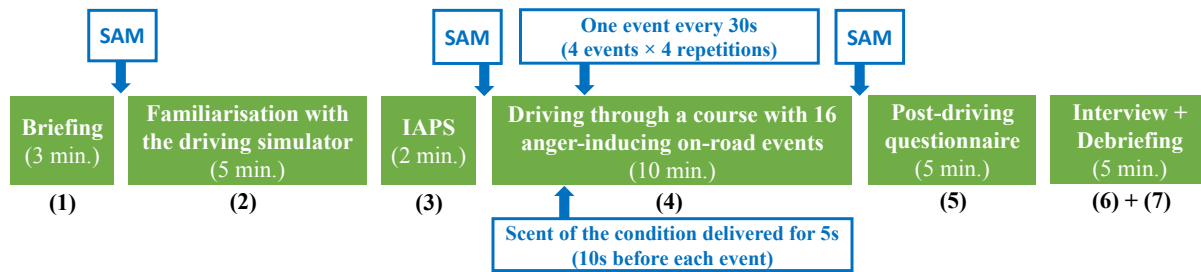 SAM
SAM
One event every 30s
(4 events × 4 repetitions)
SAM
Briefing
(3 min.)
Familiarisation with
the driving simulator
(5 min.)
IAPS
(2 min.)
Driving through a course with 16
anger-inducing on-road events
(10 min.)
Post-driving
questionnaire
(5 min.)
Interview +
Debriefing
(5 min.)
(1)
(2)
(3)
(4)
(5)
(6) + (7)
Scent of the condition delivered for 5s
(10s before each event)